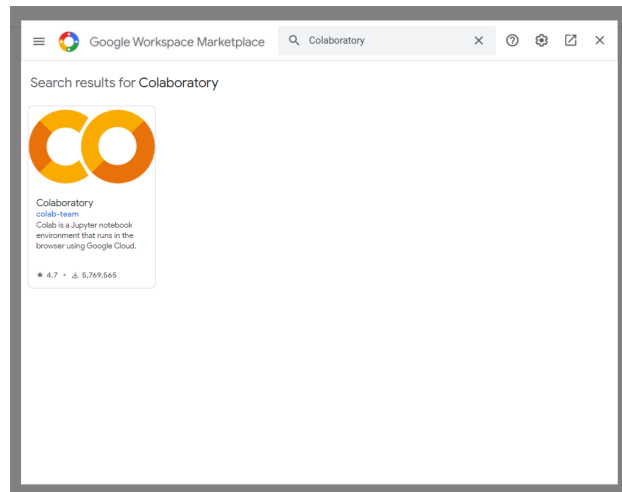 Google Workspace Marketplace
Colaboratory
Search results for Colaboratory
Colaboratory
colab-team
Colab is a Jupyter notebook
environment that runs in the
browser using Google Cloud.
4.7 • 5,769,565